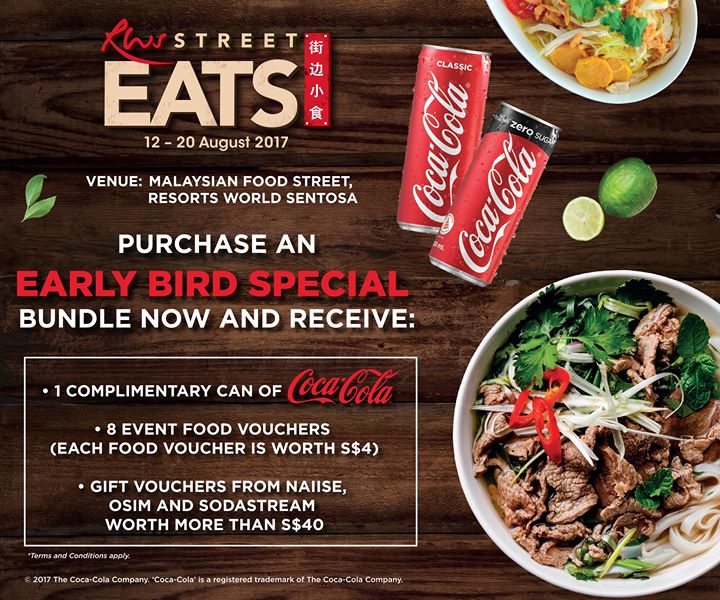 RWS STREET
EATS
街边小食
12 – 20 August 2017
VENUE: MALAYSIAN FOOD STREET,
RESORTS WORLD SENTOSA
CLASSIC
Coca-Cola
zero SUGAR
Coca-Cola
PURCHASE AN
EARLY BIRD SPECIAL
BUNDLE NOW AND RECEIVE:
• 1 COMPLIMENTARY CAN OF Coca-Cola
• 8 EVENT FOOD VOUCHERS
(EACH FOOD VOUCHER IS WORTH S$4)
• GIFT VOUCHERS FROM NAIISE,
OSIM AND SODASTREAM
WORTH MORE THAN S$40
*Terms and Conditions apply.
© 2017 The Coca-Cola Company. 'Coca-Cola' is a registered trademark of The Coca-Cola Company.